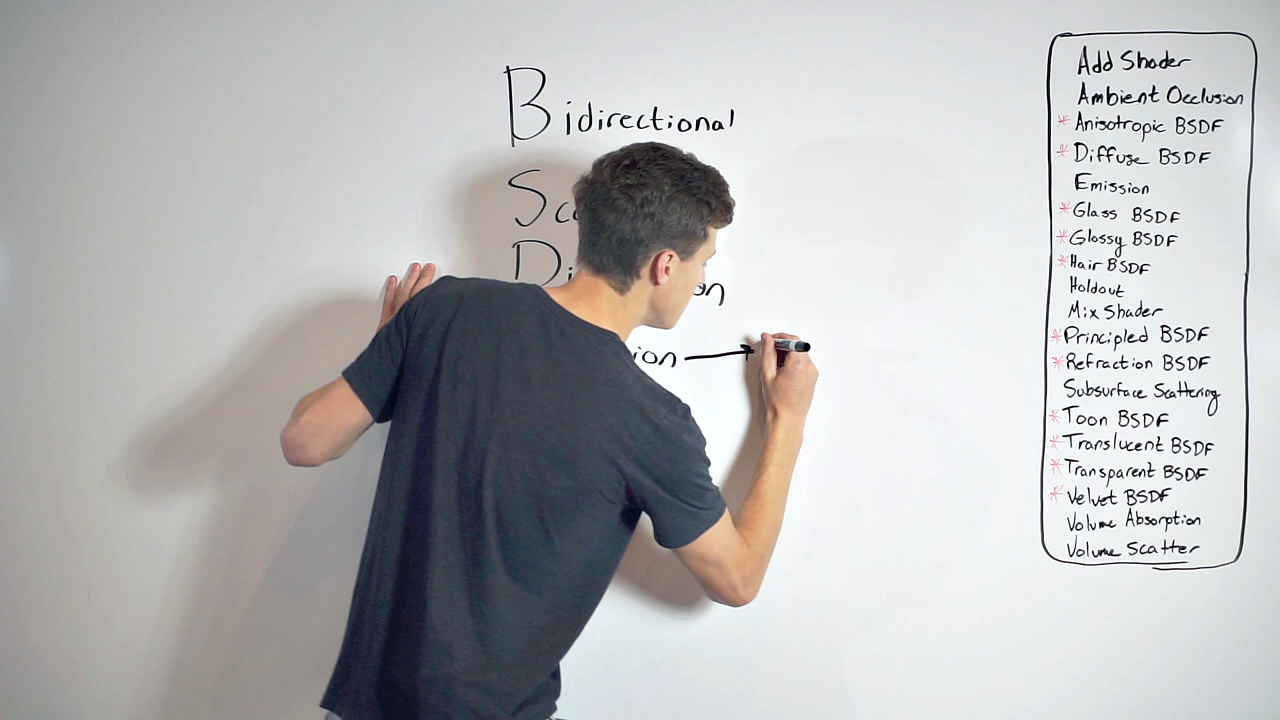 Bidirectional
Sca
Di on
ion
Add Shader
Ambient Occlusion
* Anisotropic BSDF
* Diffuse BSDF
Emission
* Glass BSDF
* Glossy BSDF
* Hair BSDF
Holdout
Mix Shader
* Principled BSDF
* Refraction BSDF
Subsurface Scattering
* Toon BSDF
* Translucent BSDF
* Transparent BSDF
* Velvet BSDF
Volume Absorption
Volume Scatter